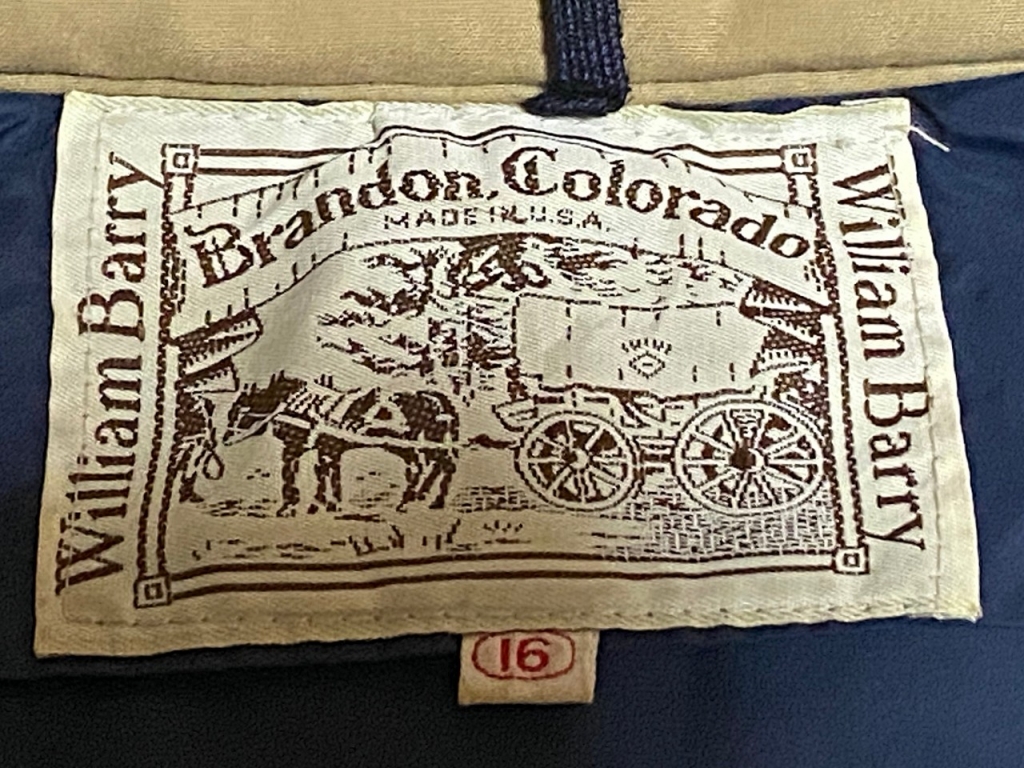 Brandon, Colorado
MADE IN U.S.A.
William Barry
William Barry
16